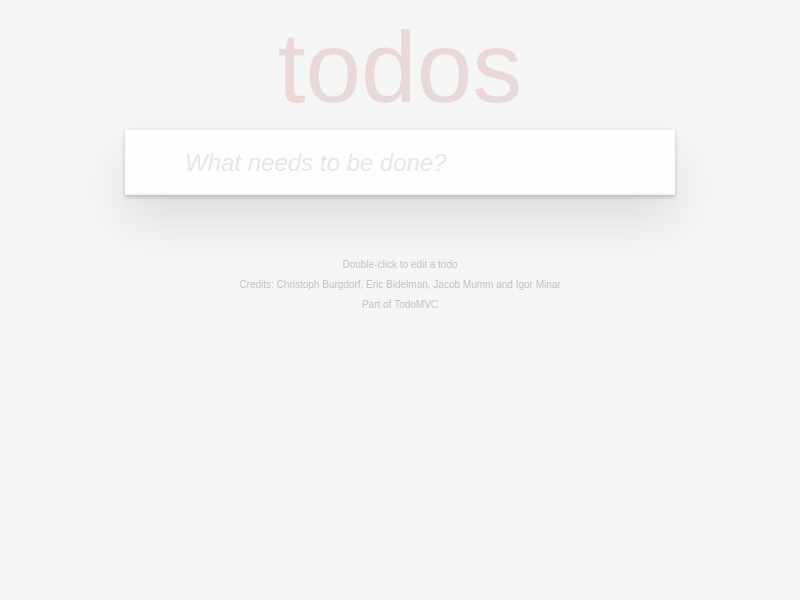 todos
What needs to be done?
Double-click to edit a todo
Credits: Christoph Burgdorf, Eric Bidelman, Jacob Mumm and Igor Minar
Part of TodoMVC